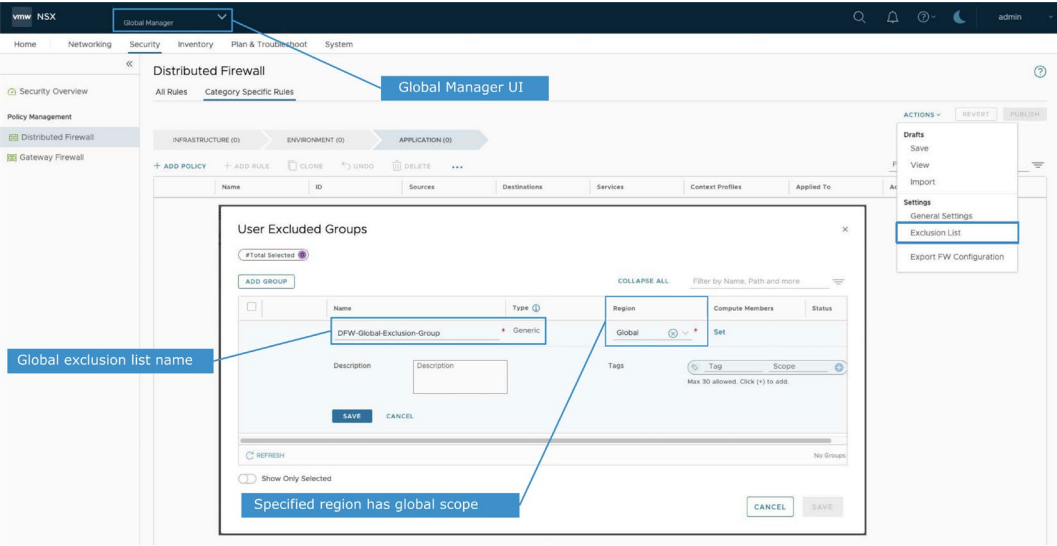 vmw NSX
Global Manager
admin
Home Networking Security Inventory Plan & Troubleshoot System
Distributed Firewall
Global Manager UI
Security Overview
All Rules Category Specific Rules
Policy Management
ACTIONS REVERT PUBLISH
Distributed Firewall
Gateway Firewall
INFRASTRUCTURE (0) ENVIRONMENT (0) APPLICATION (0)
Drafts
Save
View
Import
+ ADD POLICY + ADD RULE CLONE UNDO DELETE ...
Name ID Sources Destinations Services Context Profiles Applied To
Settings
General Settings
Exclusion List
Export FW Configuration
User Excluded Groups
#Total Selected 0
ADD GROUP
COLLAPSE ALL Filter by Name, Path and more
Name Type Region Compute Members Status
DFW-Global-Exclusion-Group * Generic Global * Set
Global exclusion list name
Description Description Tags Tag Scope
Max 30 allowed. Click (+) to add.
SAVE CANCEL
REFRESH No Groups
Show Only Selected
Specified region has global scope
CANCEL SAVE